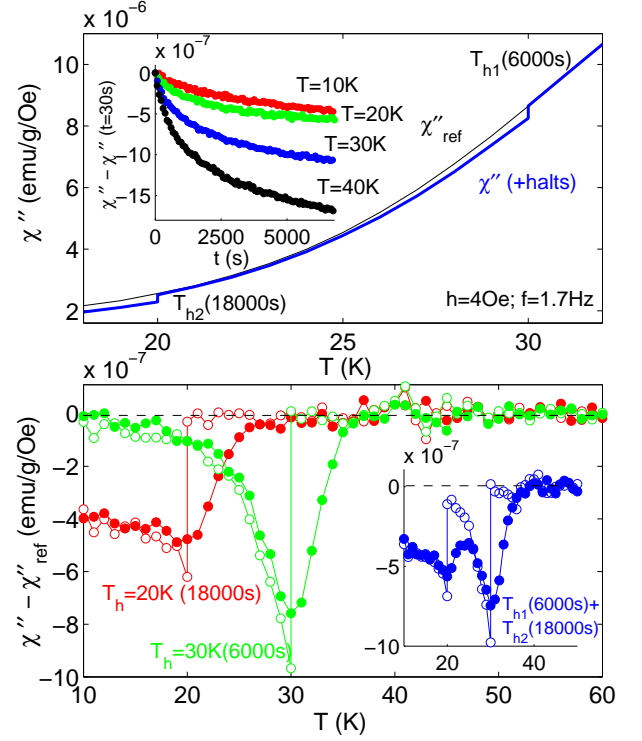 x 10⁻⁶
10
8
6
4
2
χ″ (emu/g/Oe)
x 10⁻⁷
0
−5
−10
−15
χ″ − χ″ᵢ (t=30s)
T=10K
T=20K
T=30K
T=40K
0 2500 5000
t (s)
T_h1(6000s)
χ″_ref
χ″ (+halts)
T_h2(18000s)
h=4Oe; f=1.7Hz
20 25 30
T (K)
x 10⁻⁷
0
−2
−4
−6
−8
−10
χ″ − χ″_ref (emu/g/Oe)
T_h=20K (18000s)
T_h=30K(6000s)
x 10⁻⁷
0
−5
−10
T_h1(6000s)+
T_h2(18000s)
20 40
10 20 30 40 50 60
T (K)